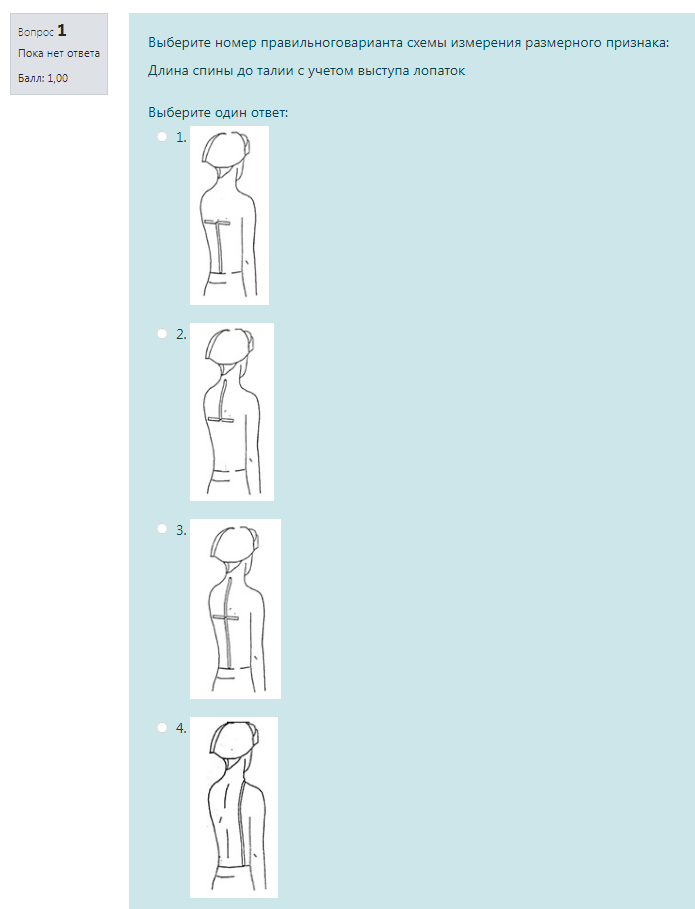 Вопрос 1
Пока нет ответа
Балл: 1,00
Выберите номер правильноговарианта схемы измерения размерного признака:
Длина спины до талии с учетом выступа лопаток
Выберите один ответ:
1.
2.
3.
4.